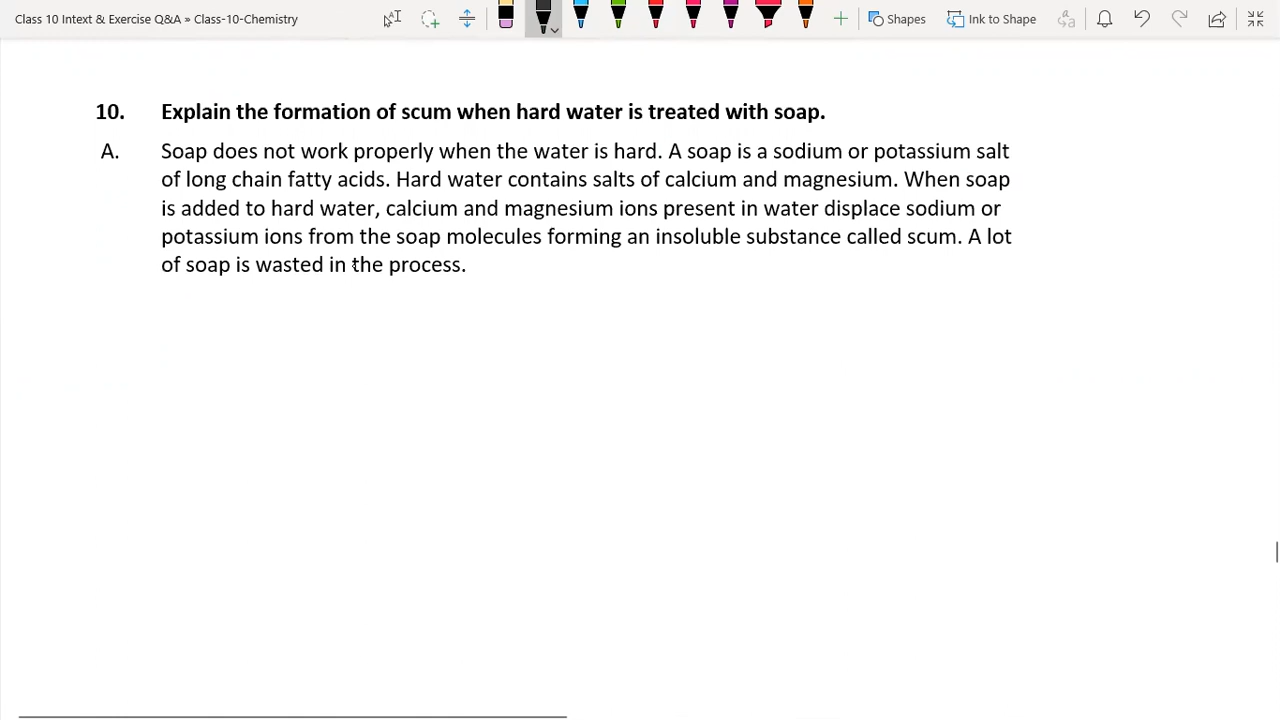 Class 10 Intext & Exercise Q&A » Class-10-Chemistry
Shapes
Ink to Shape
10. Explain the formation of scum when hard water is treated with soap.
A. Soap does not work properly when the water is hard. A soap is a sodium or potassium salt
of long chain fatty acids. Hard water contains salts of calcium and magnesium. When soap
is added to hard water, calcium and magnesium ions present in water displace sodium or
potassium ions from the soap molecules forming an insoluble substance called scum. A lot
of soap is wasted in the process.